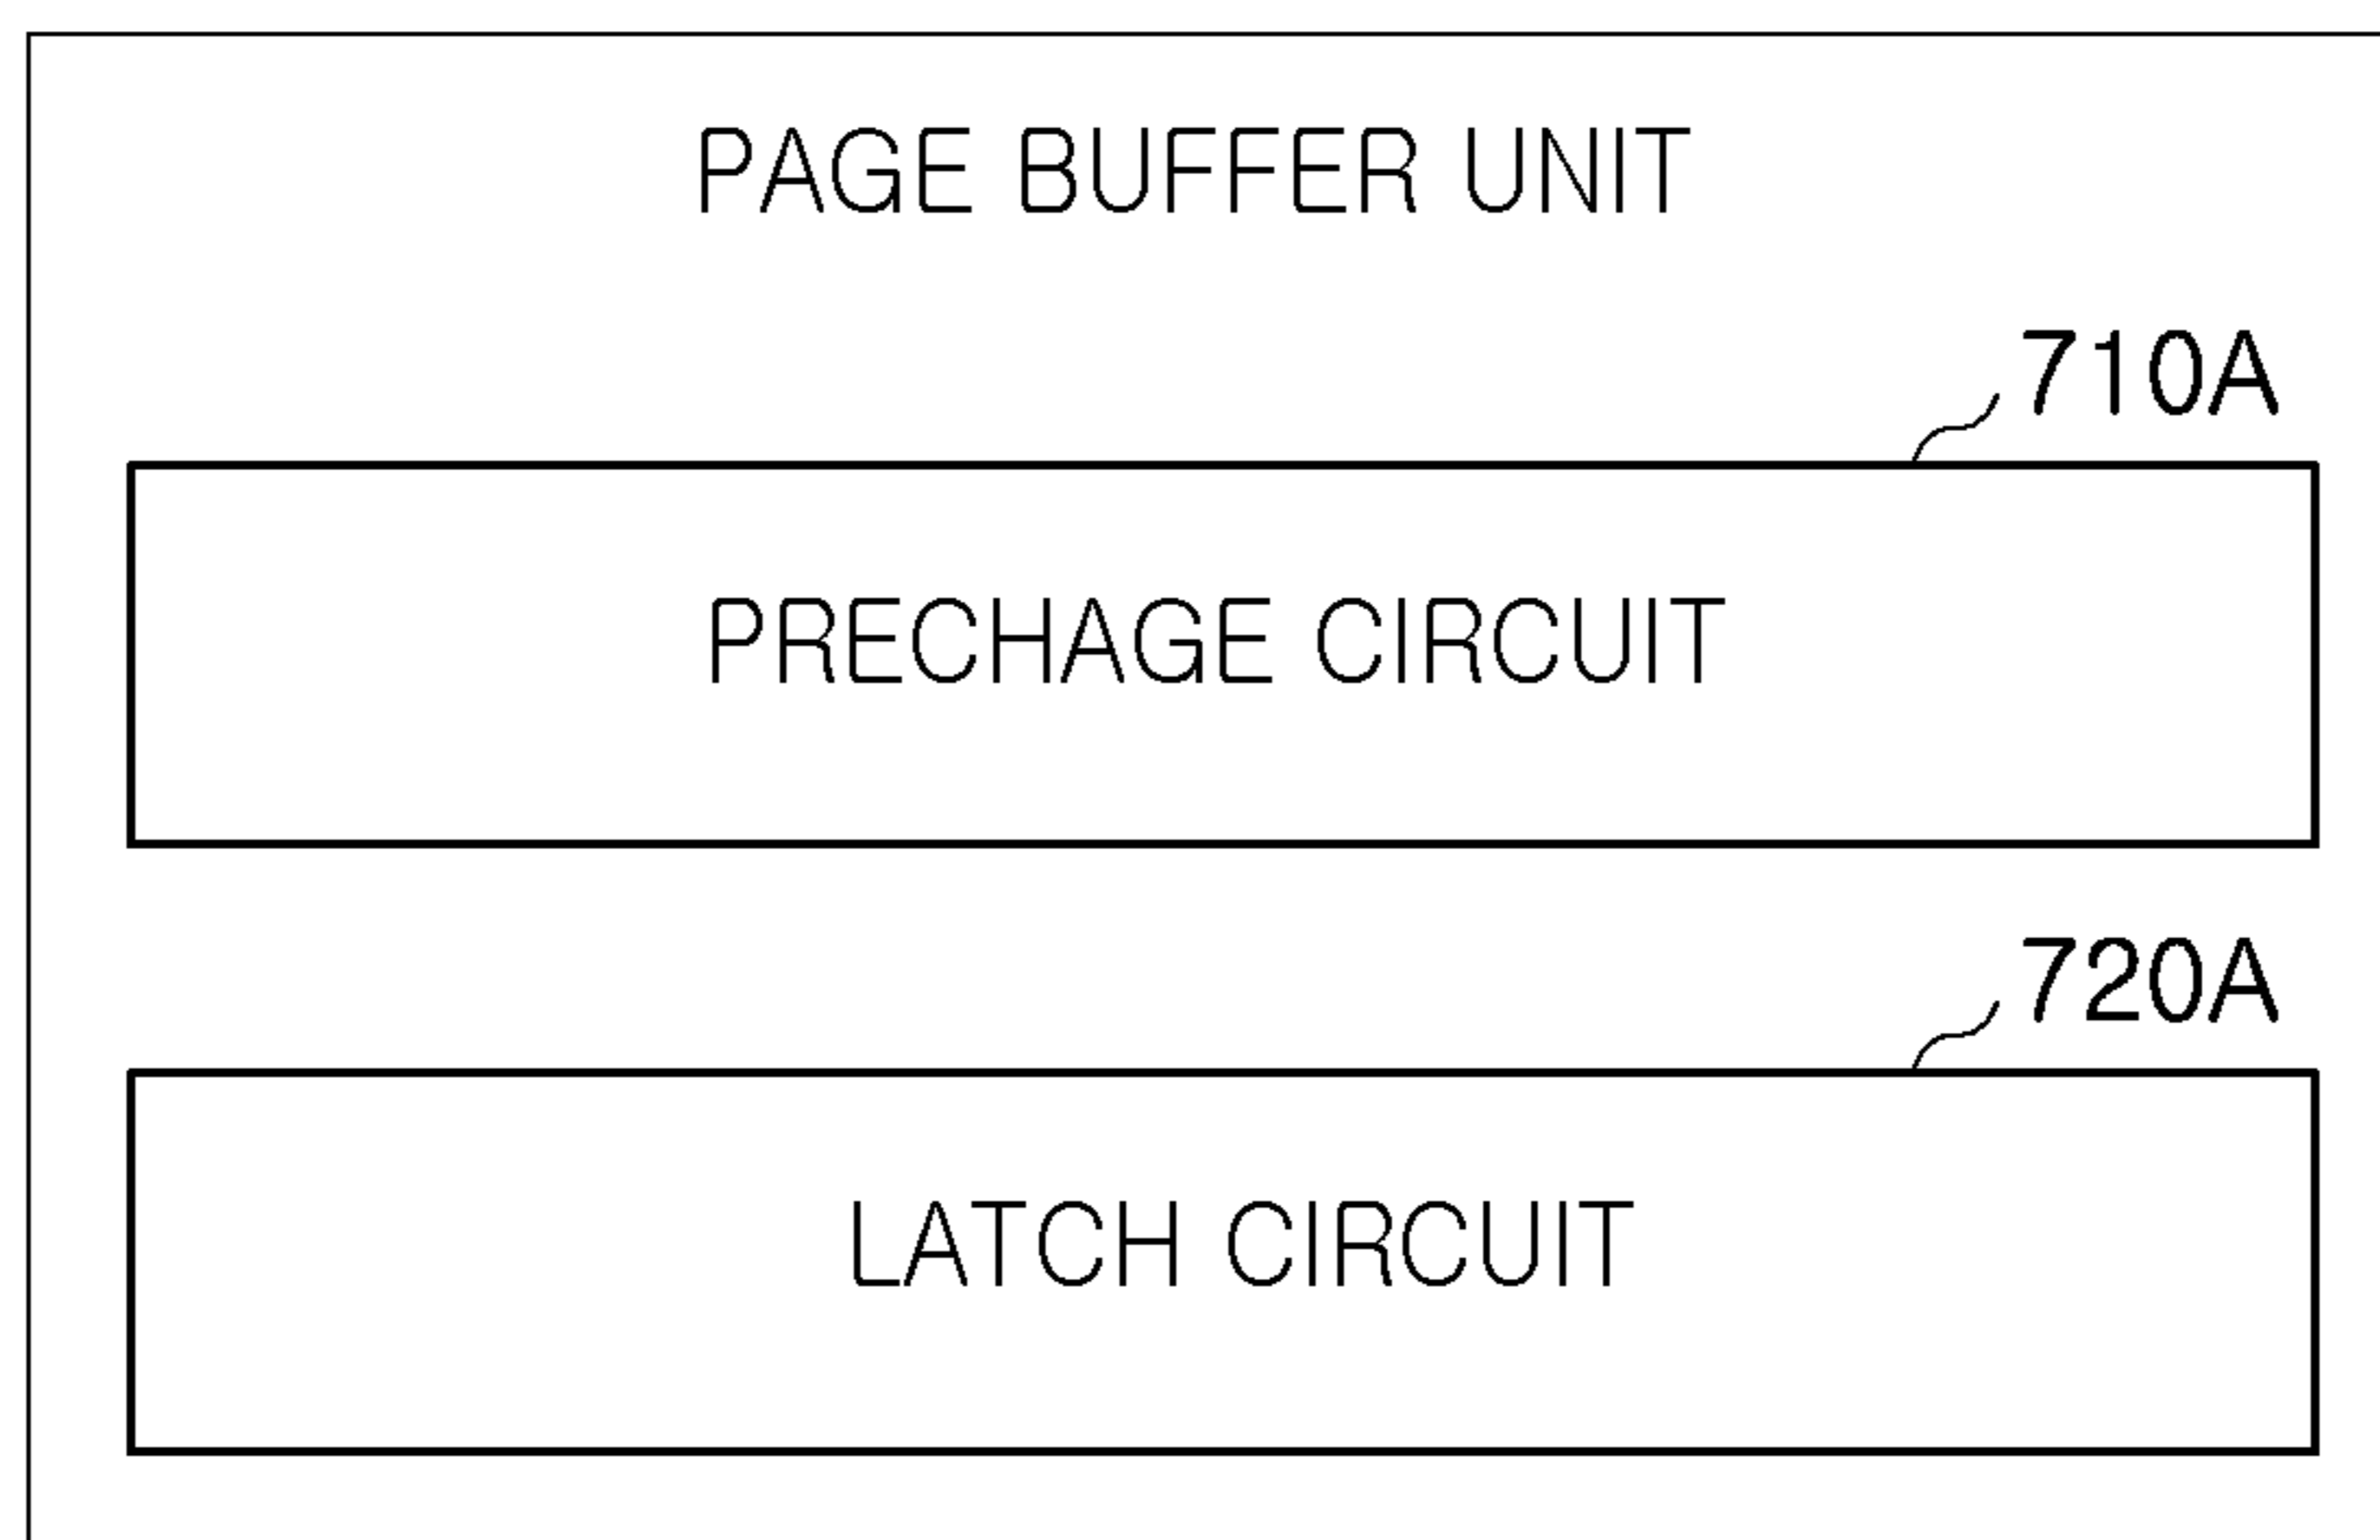 PAGE BUFFER UNIT
710A
PRECHAGE CIRCUIT
720A
LATCH CIRCUIT